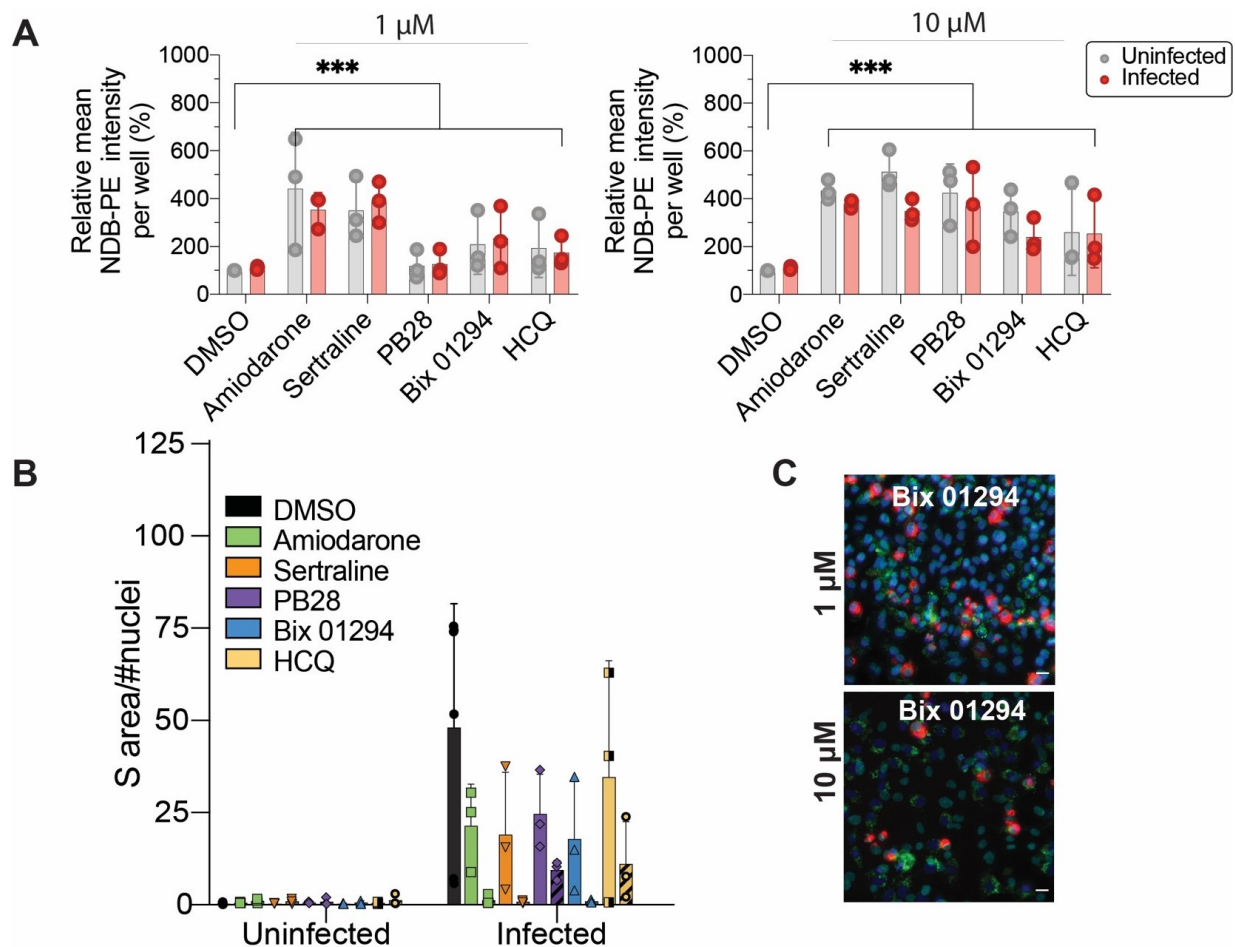 A
1 µM
10 µM
Uninfected
Infected
Relative mean
NDB-PE intensity
per well (%)
1000
800
600
400
200
0
***
DMSO
Amiodarone
Sertraline
PB28
Bix 01294
HCQ
Relative mean
NDB-PE intensity
per well (%)
1000
800
600
400
200
0
***
DMSO
Amiodarone
Sertraline
PB28
Bix 01294
HCQ
B
S area/#nuclei
125
100
75
50
25
0
DMSO
Amiodarone
Sertraline
PB28
Bix 01294
HCQ
Uninfected
Infected
C
Bix 01294
1 µM
Bix 01294
10 µM